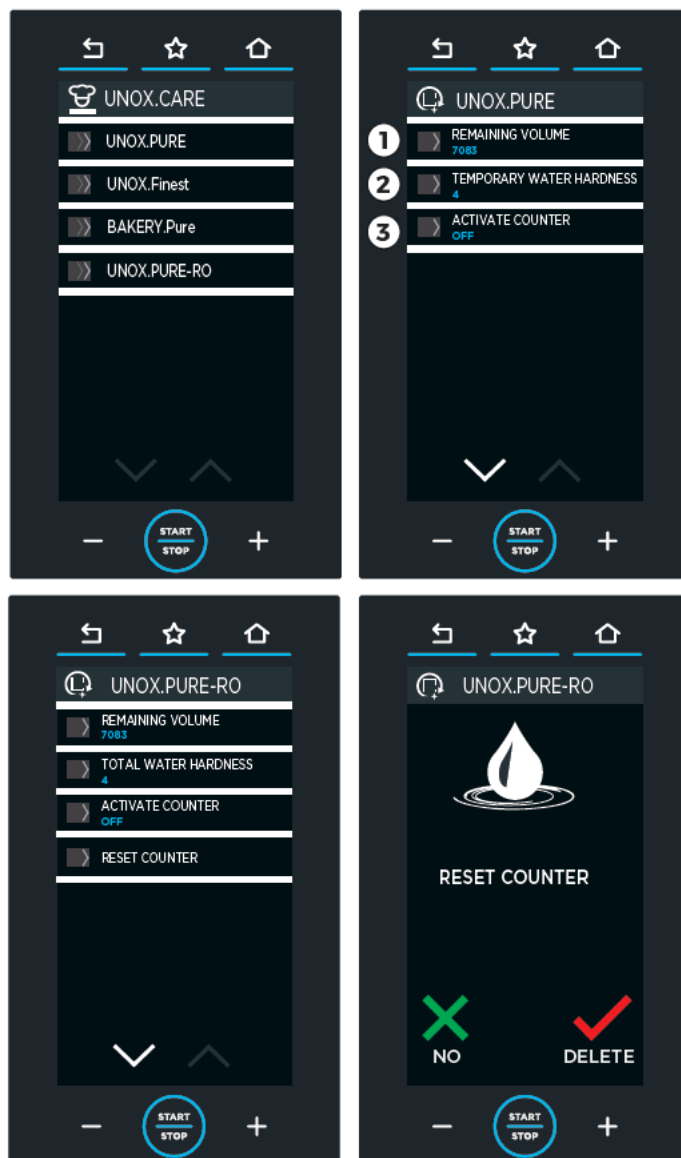 UNOX.CARE
UNOX.PURE
UNOX.Finest
BAKERY.Pure
UNOX.PURE-RO
START
STOP
UNOX.PURE
1
REMAINING VOLUME
7083
2
TEMPORARY WATER HARDNESS
4
3
ACTIVATE COUNTER
OFF
START
STOP
UNOX.PURE-RO
REMAINING VOLUME
7083
TOTAL WATER HARDNESS
4
ACTIVATE COUNTER
OFF
RESET COUNTER
START
STOP
UNOX.PURE-RO
RESET COUNTER
NO
DELETE
START
STOP